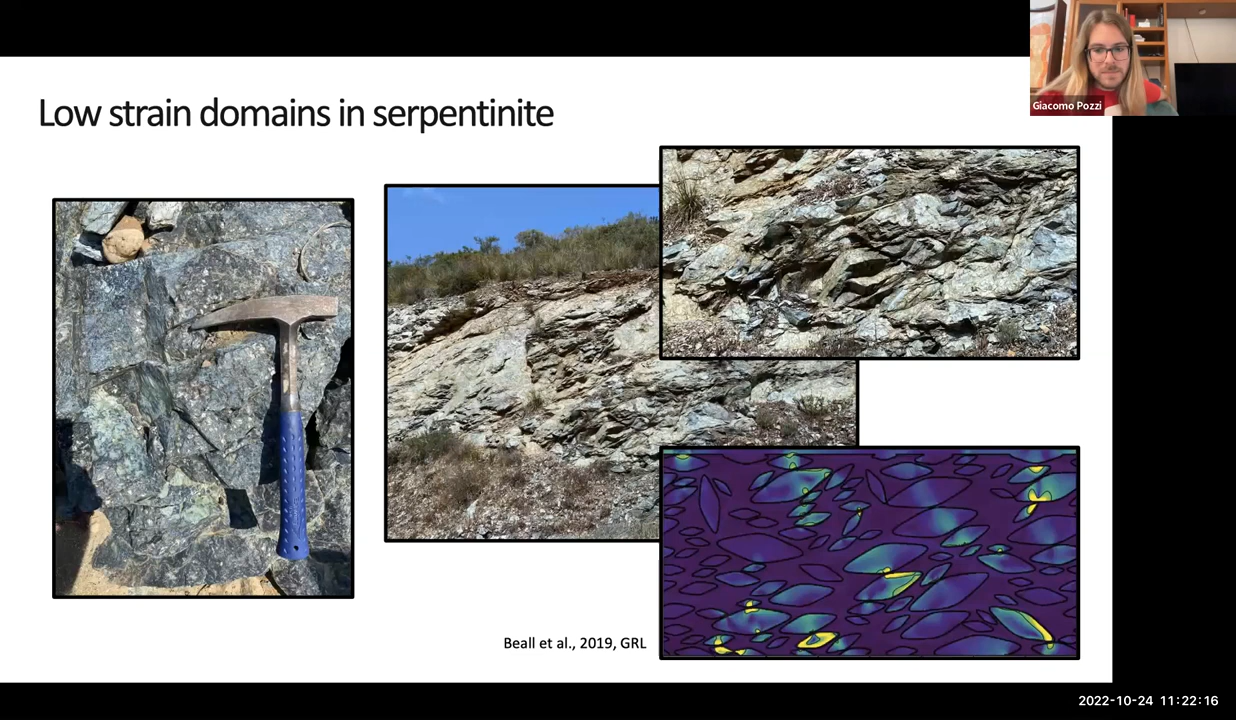 Giacomo Pozzi
Low strain domains in serpentinite
Beall et al., 2019, GRL
2022-10-24 11:22:16